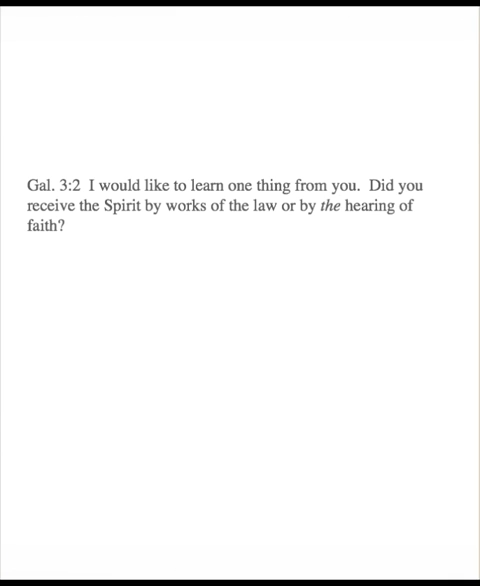 Gal. 3:2  I would like to learn one thing from you.  Did you
receive the Spirit by works of the law or by the hearing of
faith?